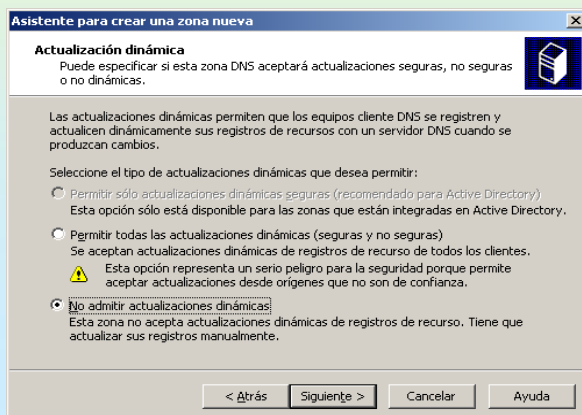 Asistente para crear una zona nueva
Actualización dinámica
Puede especificar si esta zona DNS aceptará actualizaciones seguras, no seguras
o no dinámicas.
Las actualizaciones dinámicas permiten que los equipos cliente DNS se registren y
actualicen dinámicamente sus registros de recursos con un servidor DNS cuando se
produzcan cambios.
Seleccione el tipo de actualizaciones dinámicas que desea permitir:
Permitir sólo actualizaciones dinámicas seguras (recomendado para Active Directory)
Esta opción sólo está disponible para las zonas que están integradas en Active Directory.
Permitir todas las actualizaciones dinámicas (seguras y no seguras)
Se aceptan actualizaciones dinámicas de registros de recurso de todos los clientes.
Esta opción representa un serio peligro para la seguridad porque permite
aceptar actualizaciones desde orígenes que no son de confianza.
No admitir actualizaciones dinámicas
Esta zona no acepta actualizaciones dinámicas de registros de recurso. Tiene que
actualizar sus registros manualmente.
< Atrás Siguiente > Cancelar Ayuda